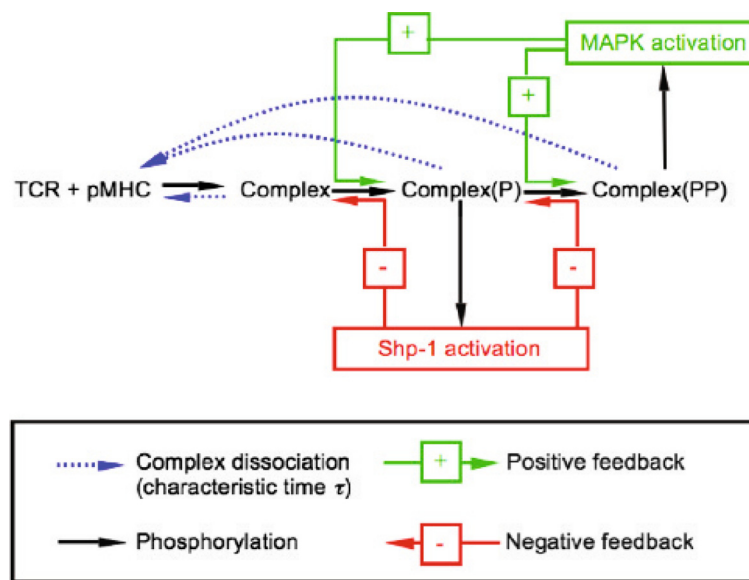 +
MAPK activation
+
TCR + pMHC Complex Complex(P) Complex(PP)
- -
Shp-1 activation
Complex dissociation + Positive feedback
(characteristic time τ)
Phosphorylation - Negative feedback